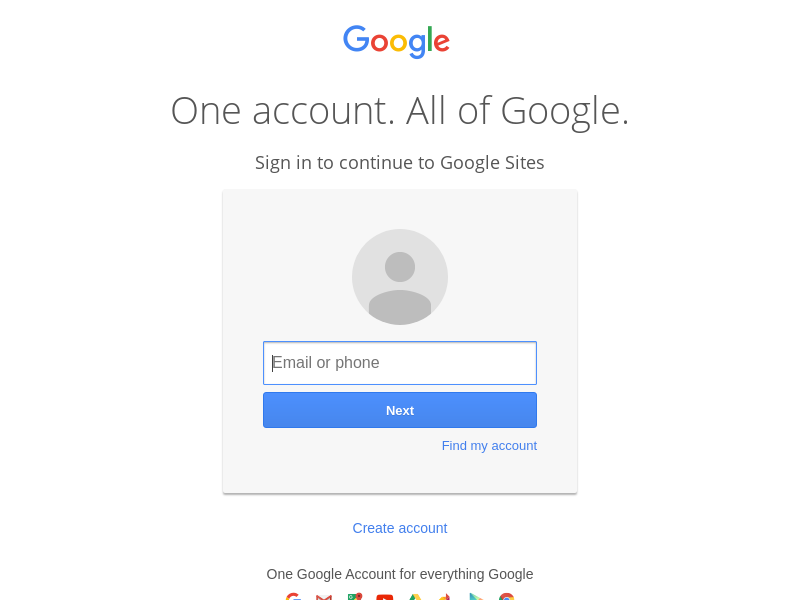 Google
One account. All of Google.
Sign in to continue to Google Sites
Email or phone
Next
Find my account
Create account
One Google Account for everything Google